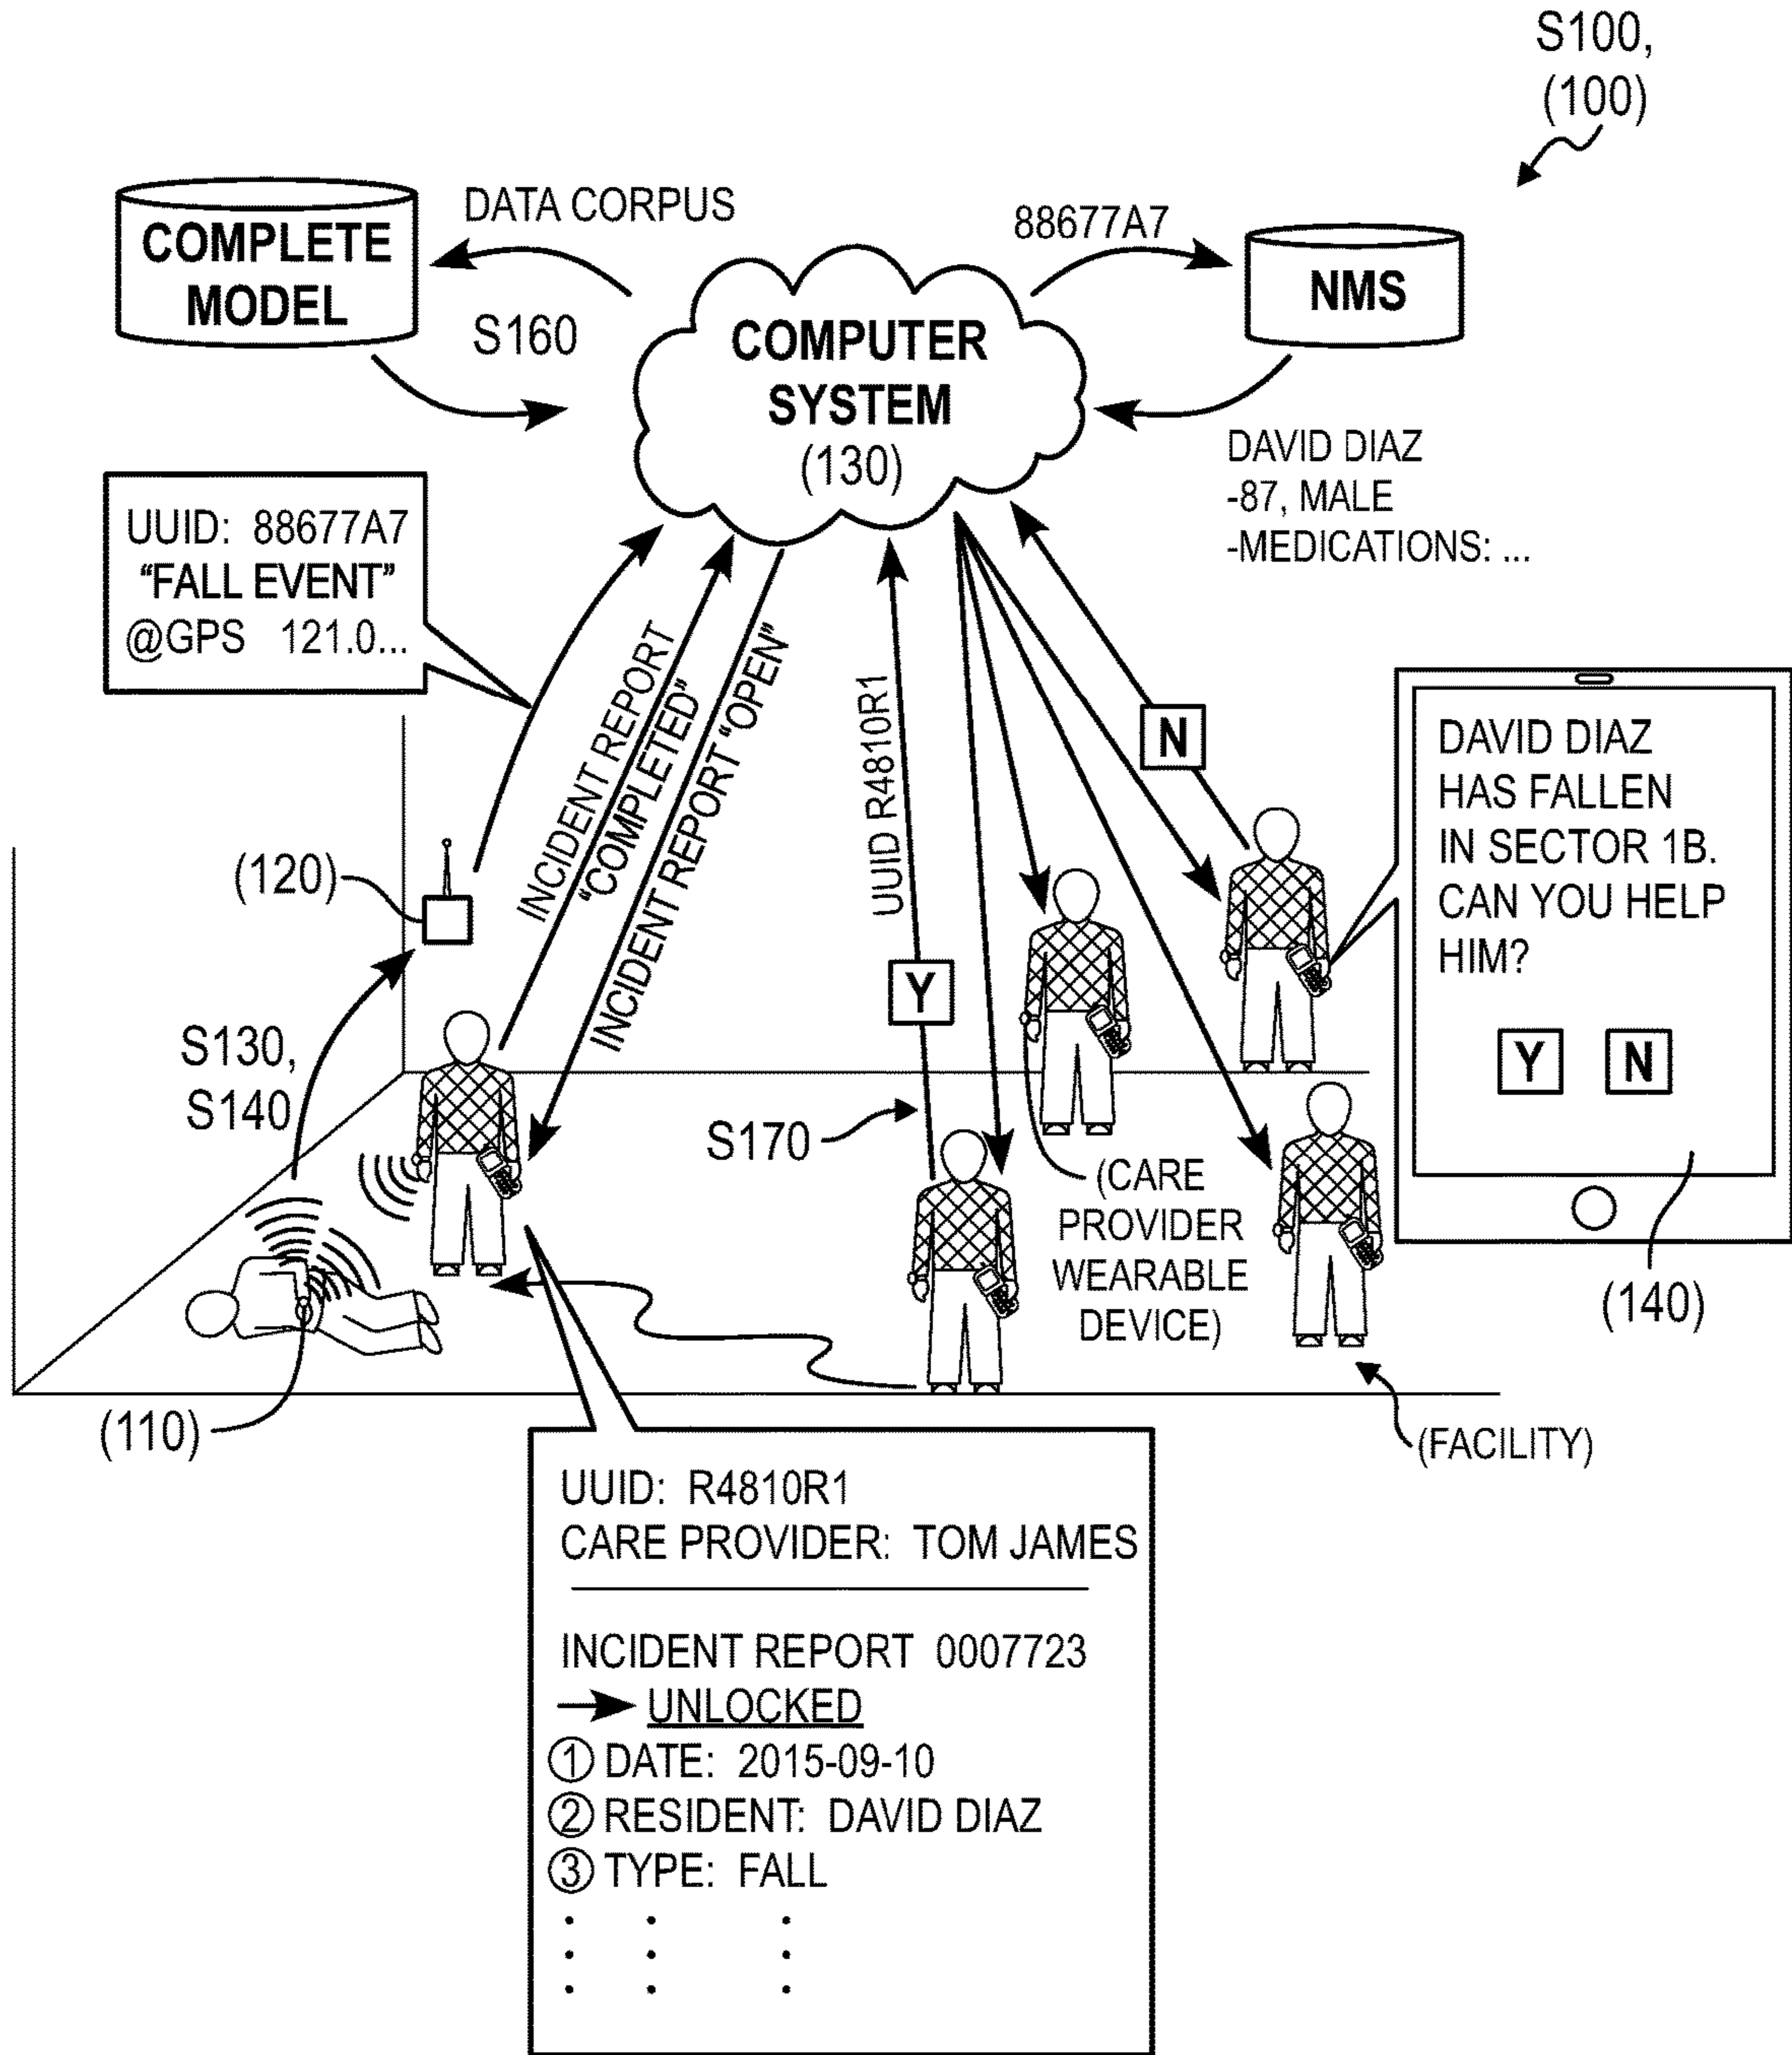 S100,
(100)
COMPLETE
MODEL
DATA CORPUS
S160
COMPUTER
SYSTEM
(130)
88677A7
NMS
DAVID DIAZ
-87, MALE
-MEDICATIONS: ...
UUID: 88677A7
“FALL EVENT”
@GPS 121.0...
INCIDENT REPORT
“COMPLETED”
INCIDENT REPORT “OPEN”
UUID R4810R1
Y
N
DAVID DIAZ
HAS FALLEN
IN SECTOR 1B.
CAN YOU HELP
HIM?
Y N
(140)
(120)
S130,
S140
S170
(CARE
PROVIDER
WEARABLE
DEVICE)
(110)
(FACILITY)
UUID: R4810R1
CARE PROVIDER: TOM JAMES
INCIDENT REPORT 0007723
UNLOCKED
① DATE: 2015-09-10
② RESIDENT: DAVID DIAZ
③ TYPE: FALL